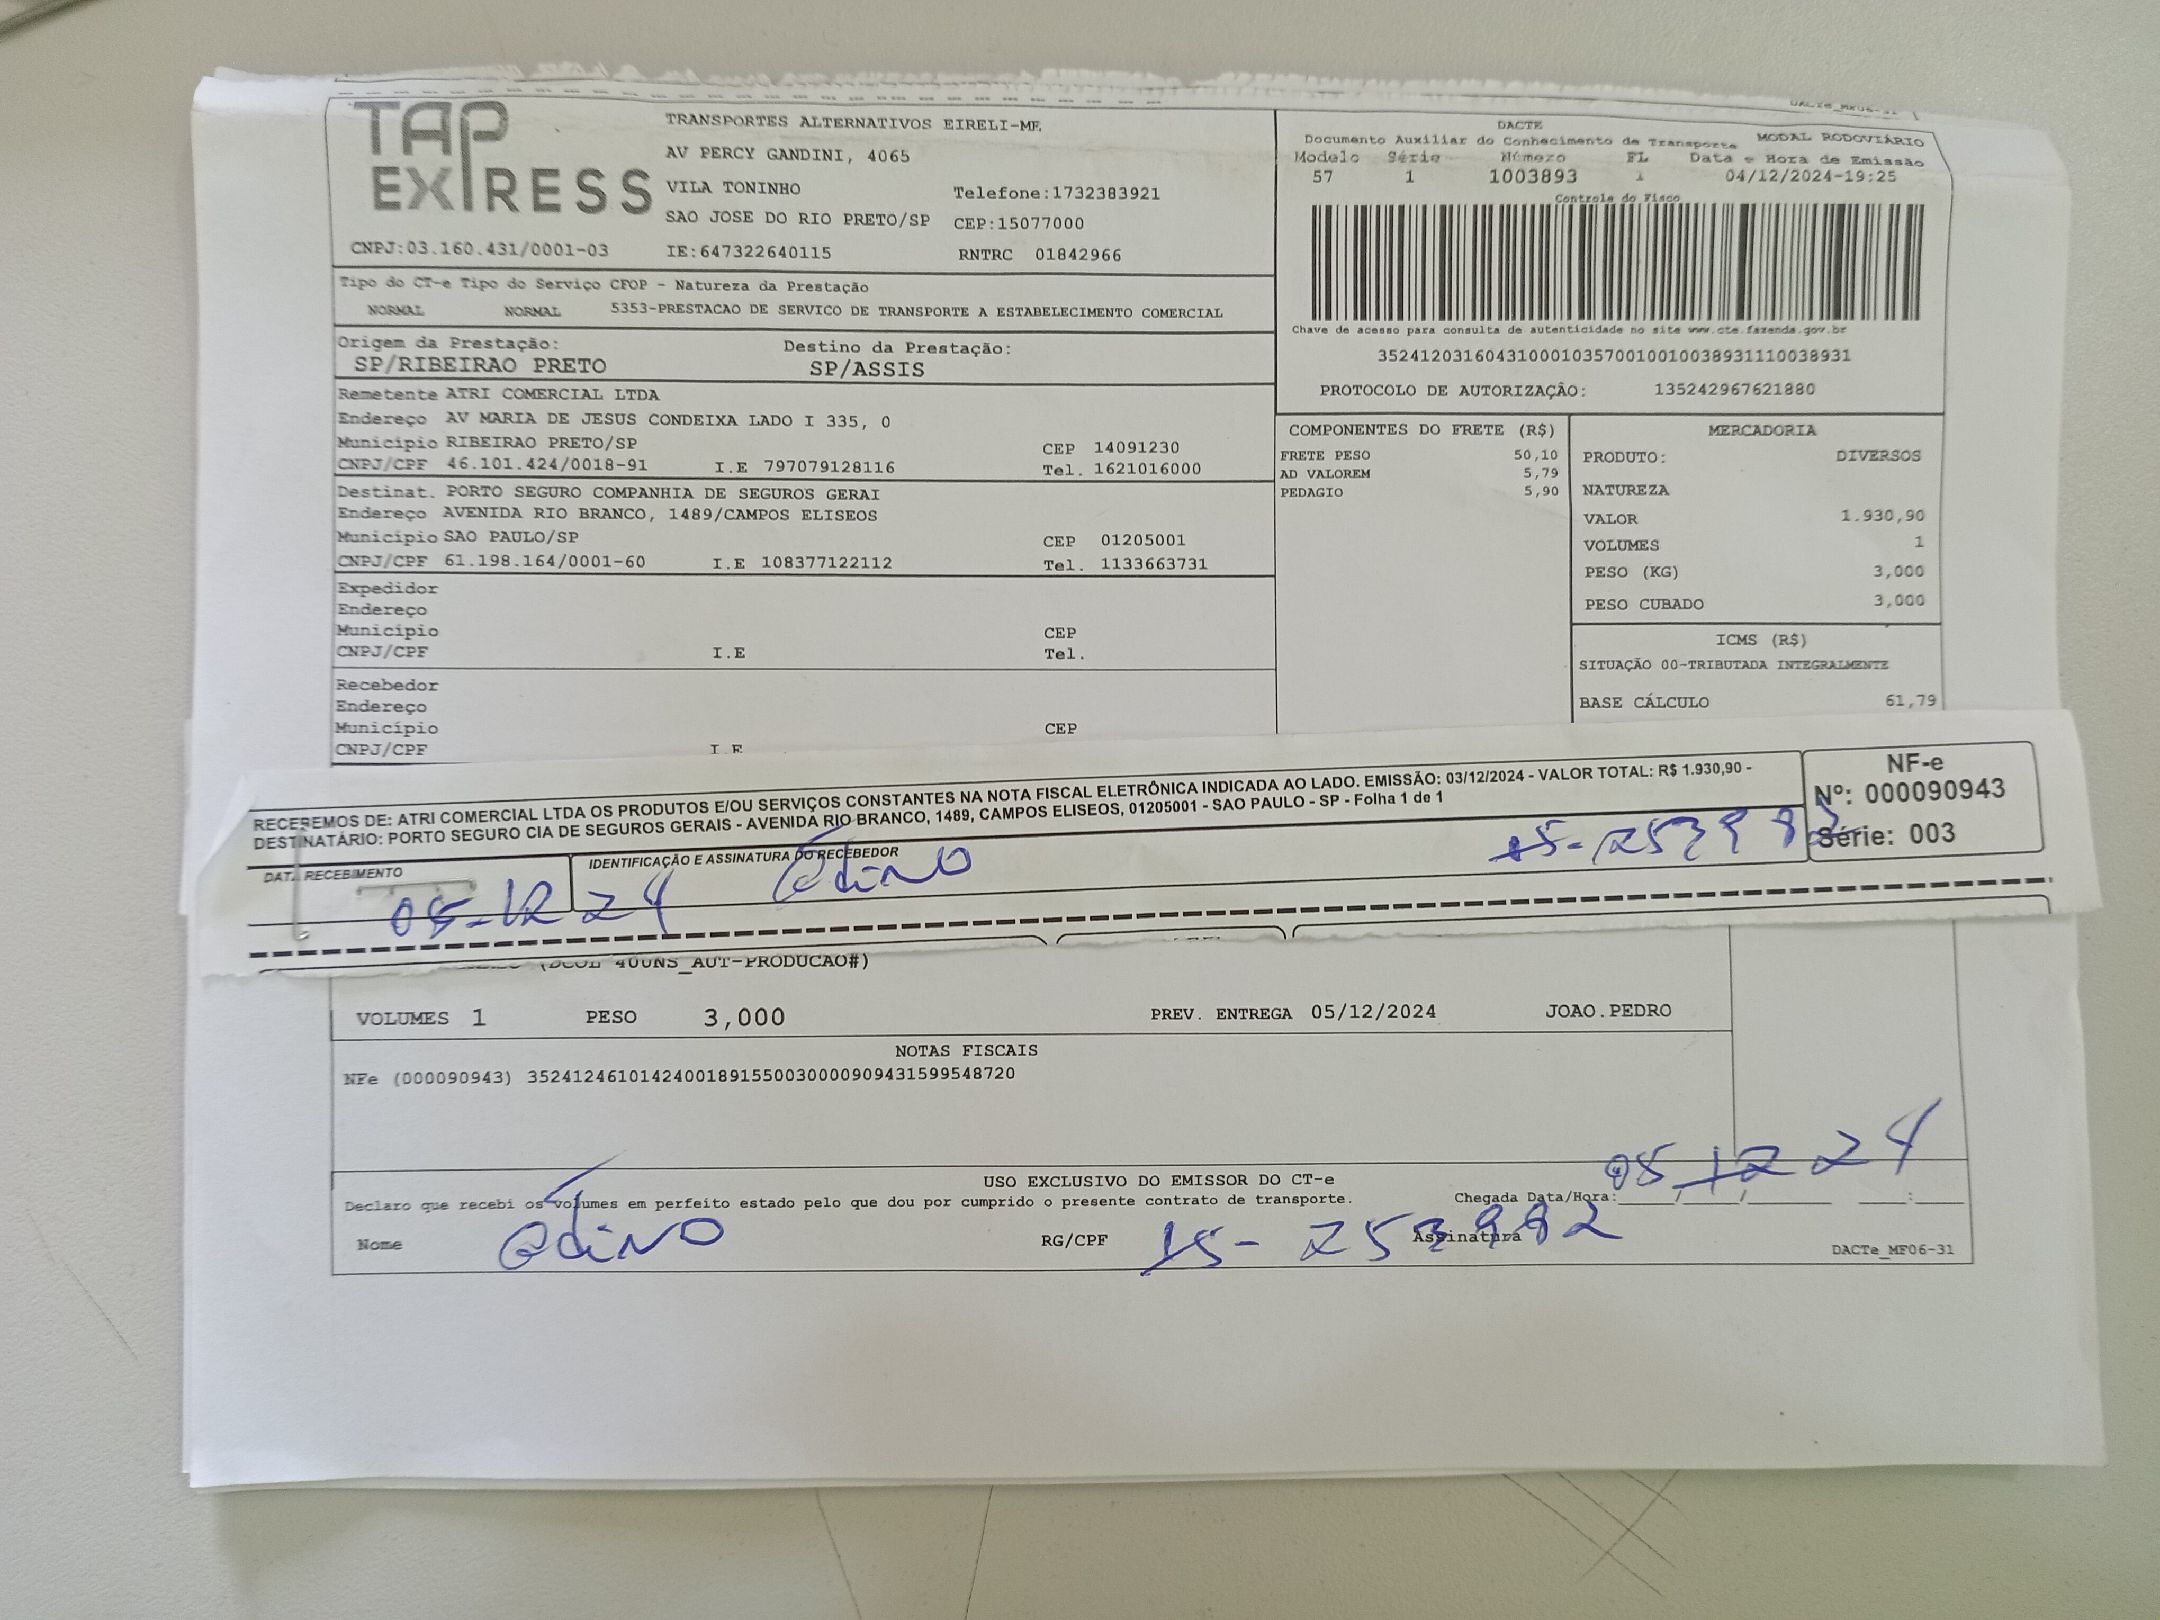 TAP EXPRESS
TRANSPORTES ALTERNATIVOS EIRELI-ME
AV PERCY GANDINI, 4065
VILA TONINHO Telefone:1732383921
SAO JOSE DO RIO PRETO/SP CEP:15077000
CNPJ:03.160.431/0001-03 IE:647322640115 RNTRC 01842966
DACTE
Documento Auxiliar do Conhecimento de Transporte MODAL RODOVIÁRIO
Modelo Série Número FL Data e Hora de Emissão
57 1 1003893 1 04/12/2024-19:25
Controle do Fisco
Chave de acesso para consulta de autenticidade no site www.cte.fazenda.gov.br
35241203160431000103570010010038931110038931
PROTOCOLO DE AUTORIZAÇÃO: 135242967621880
Tipo do CT-e Tipo do Serviço CFOP - Natureza da Prestação
NORMAL NORMAL 5353-PRESTACAO DE SERVICO DE TRANSPORTE A ESTABELECIMENTO COMERCIAL
Origem da Prestação: Destino da Prestação:
SP/RIBEIRAO PRETO SP/ASSIS
Remetente ATRI COMERCIAL LTDA
Endereço AV MARIA DE JESUS CONDEIXA LADO I 335, 0
Município RIBEIRAO PRETO/SP CEP 14091230
CNPJ/CPF 46.101.424/0018-91 I.E 797079128116 Tel. 1621016000
Destinat. PORTO SEGURO COMPANHIA DE SEGUROS GERAI
Endereço AVENIDA RIO BRANCO, 1489/CAMPOS ELISEOS
Município SAO PAULO/SP CEP 01205001
CNPJ/CPF 61.198.164/0001-60 I.E 108377122112 Tel. 1133663731
Expedidor
Endereço
Município CEP
CNPJ/CPF I.E Tel.
Recebedor
Endereço
Município CEP
CNPJ/CPF I.E
COMPONENTES DO FRETE (R$)
FRETE PESO 50,10
AD VALOREM 5,79
PEDAGIO 5,90
MERCADORIA
PRODUTO: DIVERSOS
NATUREZA
VALOR 1.930,90
VOLUMES 1
PESO (KG) 3,000
PESO CUBADO 3,000
ICMS (R$)
SITUAÇÃO 00-TRIBUTADA INTEGRALMENTE
BASE CÁLCULO 61,79
RECEBEMOS DE: ATRI COMERCIAL LTDA OS PRODUTOS E/OU SERVIÇOS CONSTANTES NA NOTA FISCAL ELETRÔNICA INDICADA AO LADO. EMISSÃO: 03/12/2024 - VALOR TOTAL: R$ 1.930,90 -
DESTINATÁRIO: PORTO SEGURO CIA DE SEGUROS GERAIS - AVENIDA RIO BRANCO, 1489, CAMPOS ELISEOS, 01205001 - SAO PAULO - SP - Folha 1 de 1
NF-e
Nº: 000090943
Série: 003
DATA RECEBIMENTO IDENTIFICAÇÃO E ASSINATURA DO RECEBEDOR
05-12 24
400NS_AUT-PRODUCAO#)
VOLUMES 1 PESO 3,000 PREV. ENTREGA 05/12/2024 JOAO.PEDRO
NOTAS FISCAIS
NFe (000090943) 35241246101424001891550030000909431599548720
USO EXCLUSIVO DO EMISSOR DO CT-e
Declaro que recebi os volumes em perfeito estado pelo que dou por cumprido o presente contrato de transporte. Chegada Data/Hora: 05 12 24
Nome RG/CPF Assinatura
DACTe_MF06-31